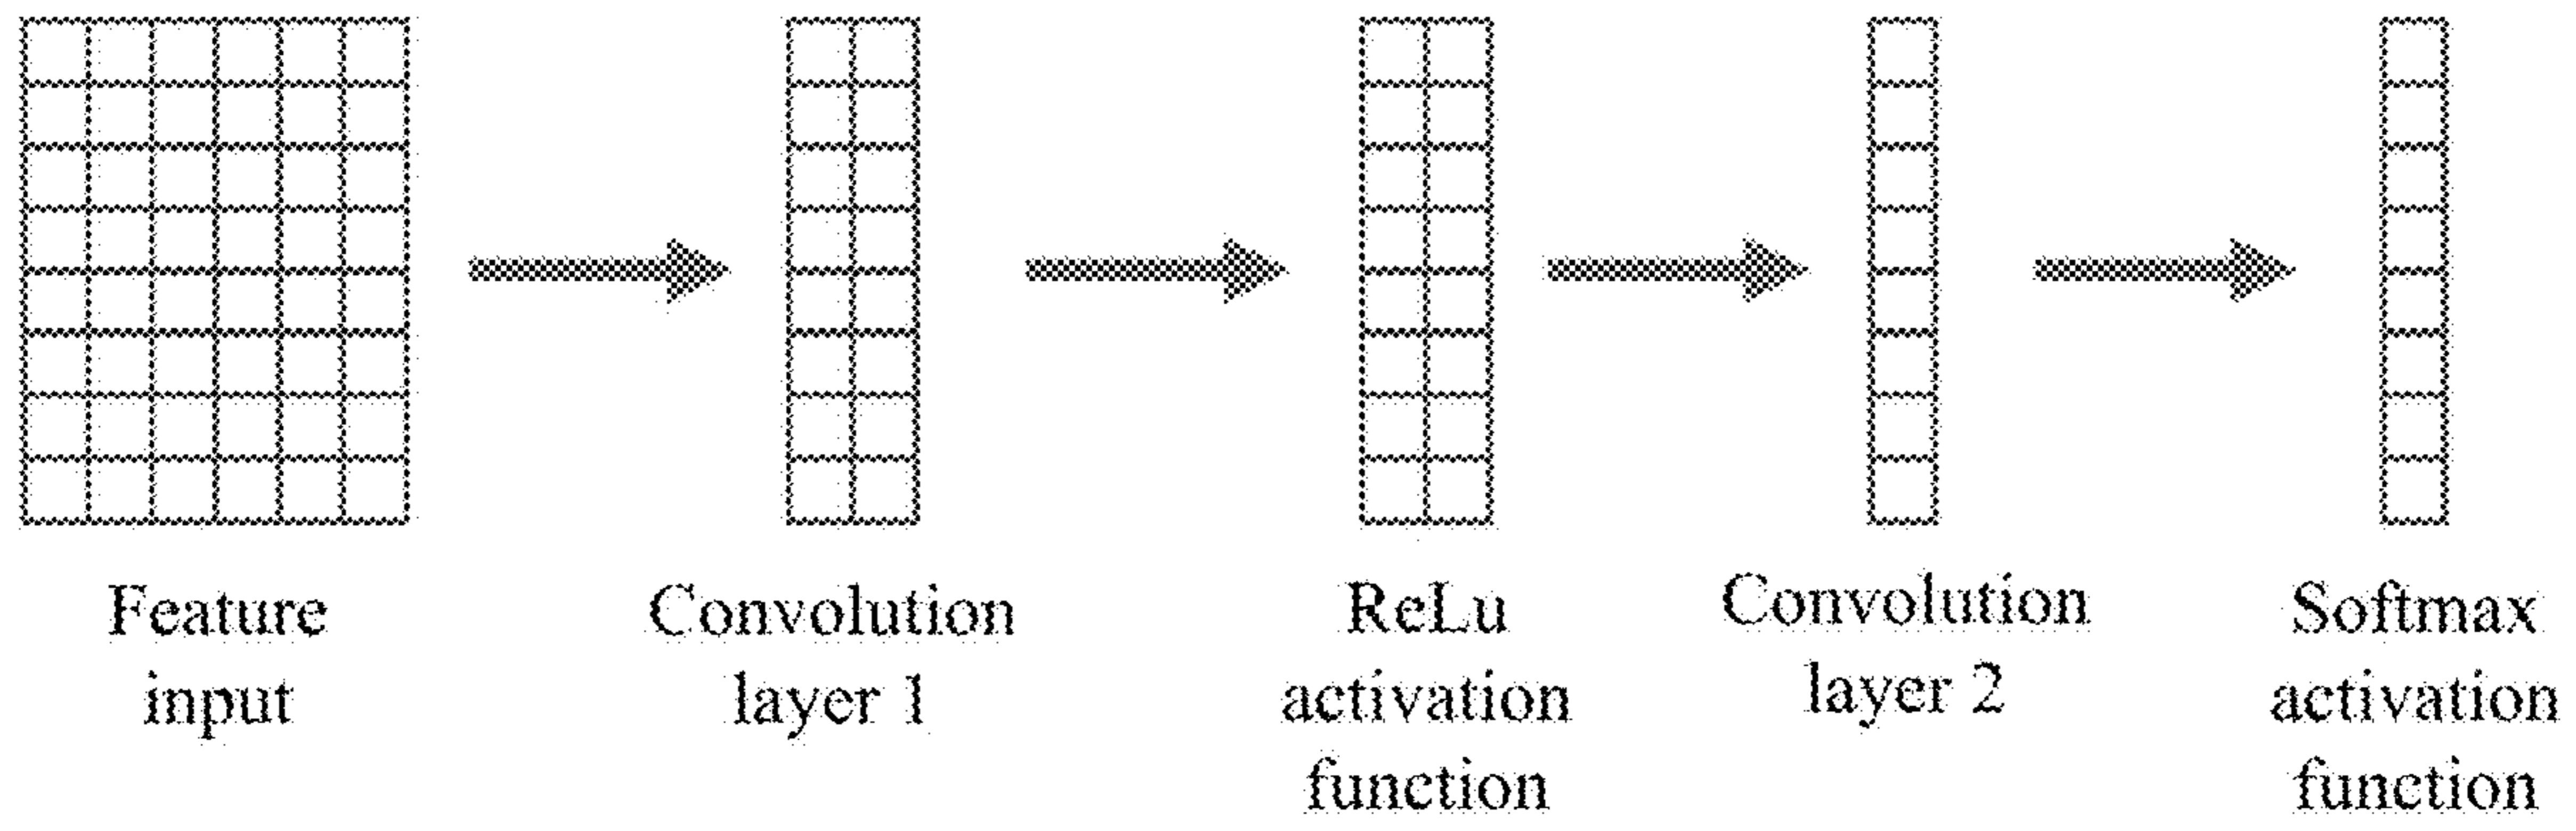 Feature
input
Convolution
layer 1
ReLu
activation
function
Convolution
layer 2
Softmax
activation
function